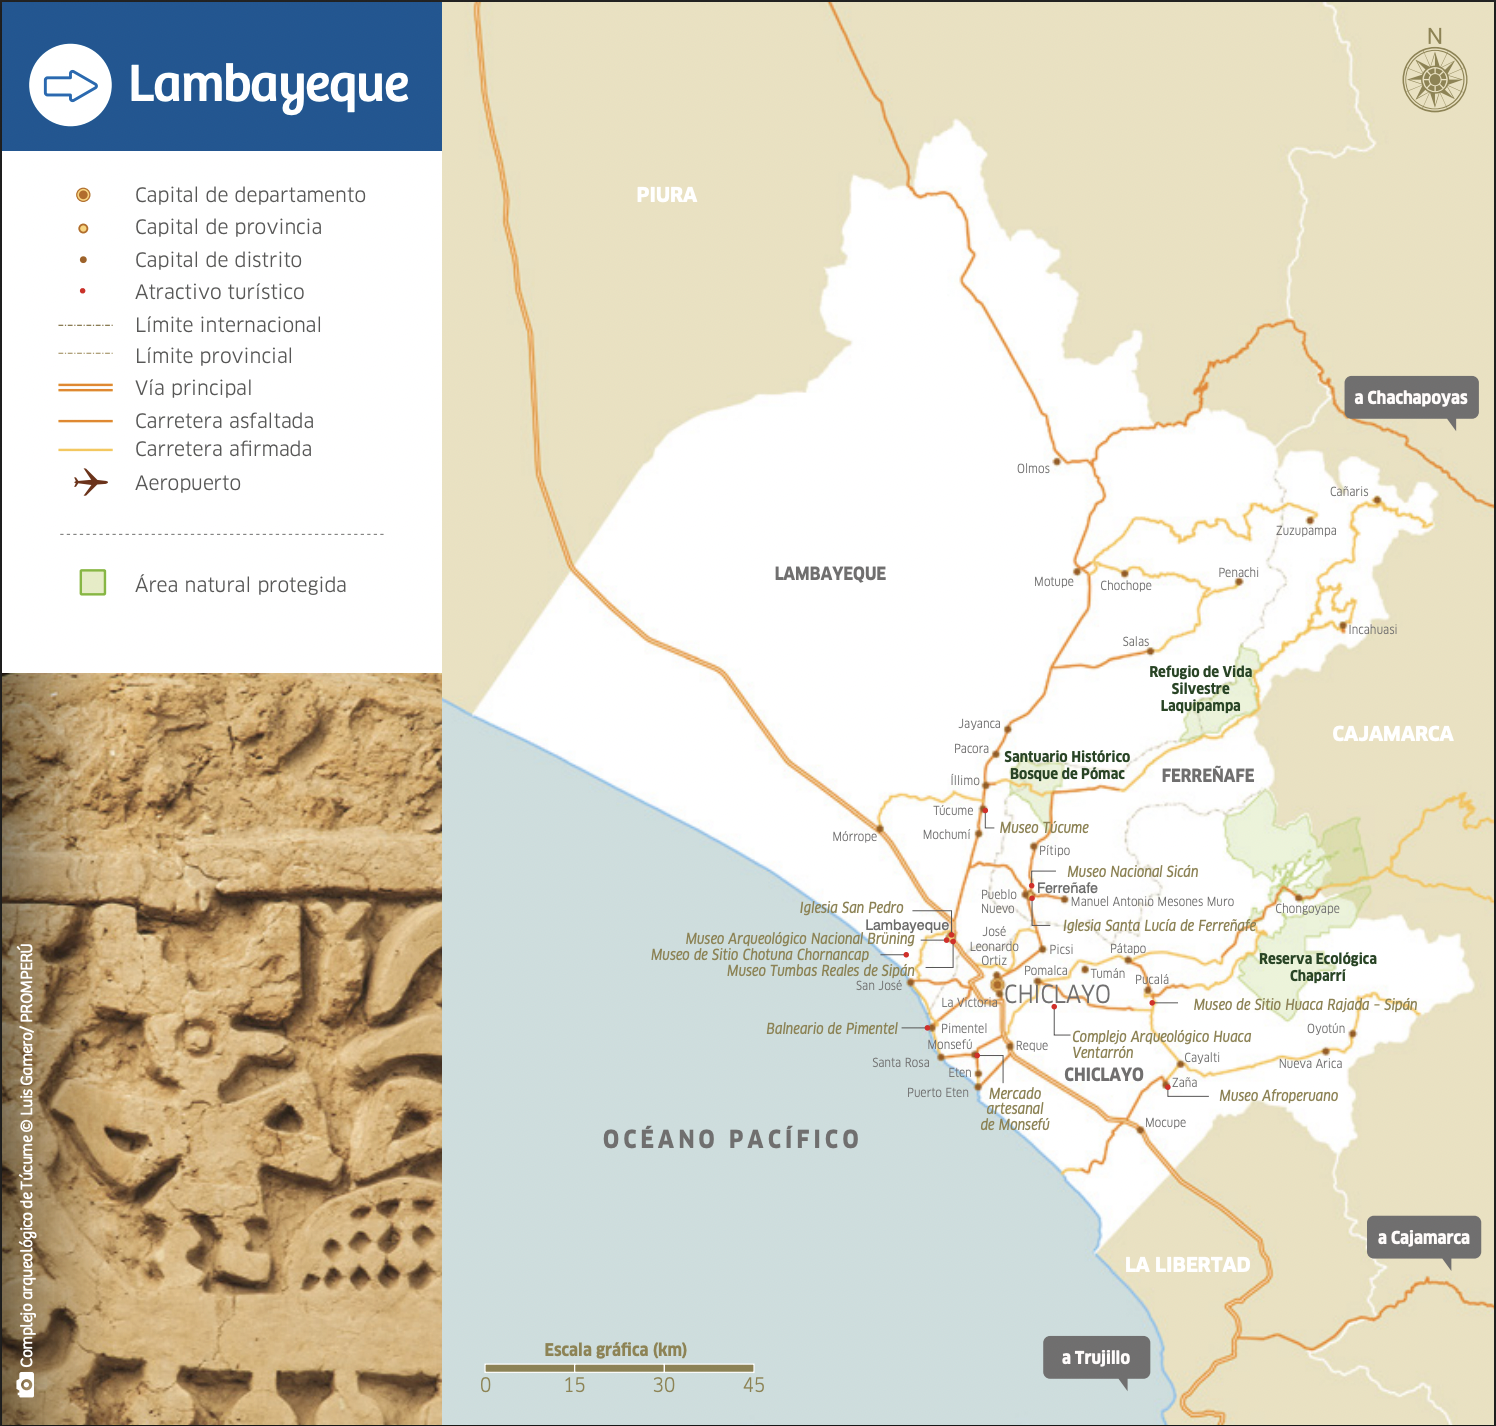 Lambayeque
Capital de departamento
Capital de provincia
Capital de distrito
Atractivo turístico
Límite internacional
Límite provincial
Vía principal
Carretera asfaltada
Carretera afirmada
Aeropuerto
Área natural protegida
Complejo arqueológico de Túcume © Luis Gamero/ PROMPERÚ
N
PIURA
a Chachapoyas
Olmos
Cañaris
Zuzupampa
LAMBAYEQUE
Motupe
Chochope
Penachi
Incahuasi
Salas
Refugio de Vida
Silvestre
Laquipampa
Jayanca
CAJAMARCA
Pacora
Santuario Histórico
Bosque de Pómac
FERREÑAFE
Íllimo
Túcume
Museo Túcume
Mórrope
Mochumí
Pítipo
Museo Nacional Sicán
Ferreñafe
Pueblo
Nuevo
Manuel Antonio Mesones Muro
Chongoyape
Iglesia San Pedro
Lambayeque
Iglesia Santa Lucía de Ferreñafe
Museo Arqueológico Nacional Brüning
José
Leonardo
Ortiz
Picsi
Pátapo
Museo de Sitio Chotuna Chornancap
Reserva Ecológica
Chaparrí
Museo Tumbas Reales de Sipán
Pomalca
Tumán
Pucalá
San José
CHICLAYO
La Victoria
Museo de Sitio Huaca Rajada - Sipán
Balneario de Pimentel
Pimentel
Oyotún
Monsefú
Reque
Complejo Arqueológico Huaca
Ventarrón
Santa Rosa
Cayalti
Nueva Arica
Eten
CHICLAYO
Zaña
Puerto Eten
Mercado
artesanal
de Monsefú
Museo Afroperuano
Mocupe
OCÉANO PACÍFICO
a Cajamarca
LA LIBERTAD
a Trujillo
Escala gráfica (km)
0 15 30 45